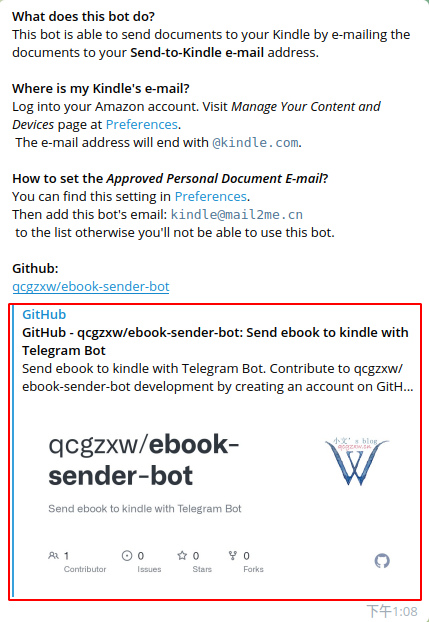 What does this bot do?
This bot is able to send documents to your Kindle by e-mailing the
documents to your Send-to-Kindle e-mail address.
Where is my Kindle's e-mail?
Log into your Amazon account. Visit Manage Your Content and
Devices page at Preferences.
The e-mail address will end with @kindle.com.
How to set the Approved Personal Document E-mail?
You can find this setting in Preferences.
Then add this bot's email: kindle@mail2me.cn
to the list otherwise you'll not be able to use this bot.
Github:
qcgzxw/ebook-sender-bot
GitHub
GitHub - qcgzxw/ebook-sender-bot: Send ebook to kindle with
Telegram Bot
Send ebook to kindle with Telegram Bot. Contribute to qcgzxw/
ebook-sender-bot development by creating an account on GitH...
qcgzxw/ebook-
sender-bot
小文's blog
qcgzxw.cn
W
Send ebook to kindle with Telegram Bot
1 0 0 0
Contributor Issues Stars Forks
下午1:08